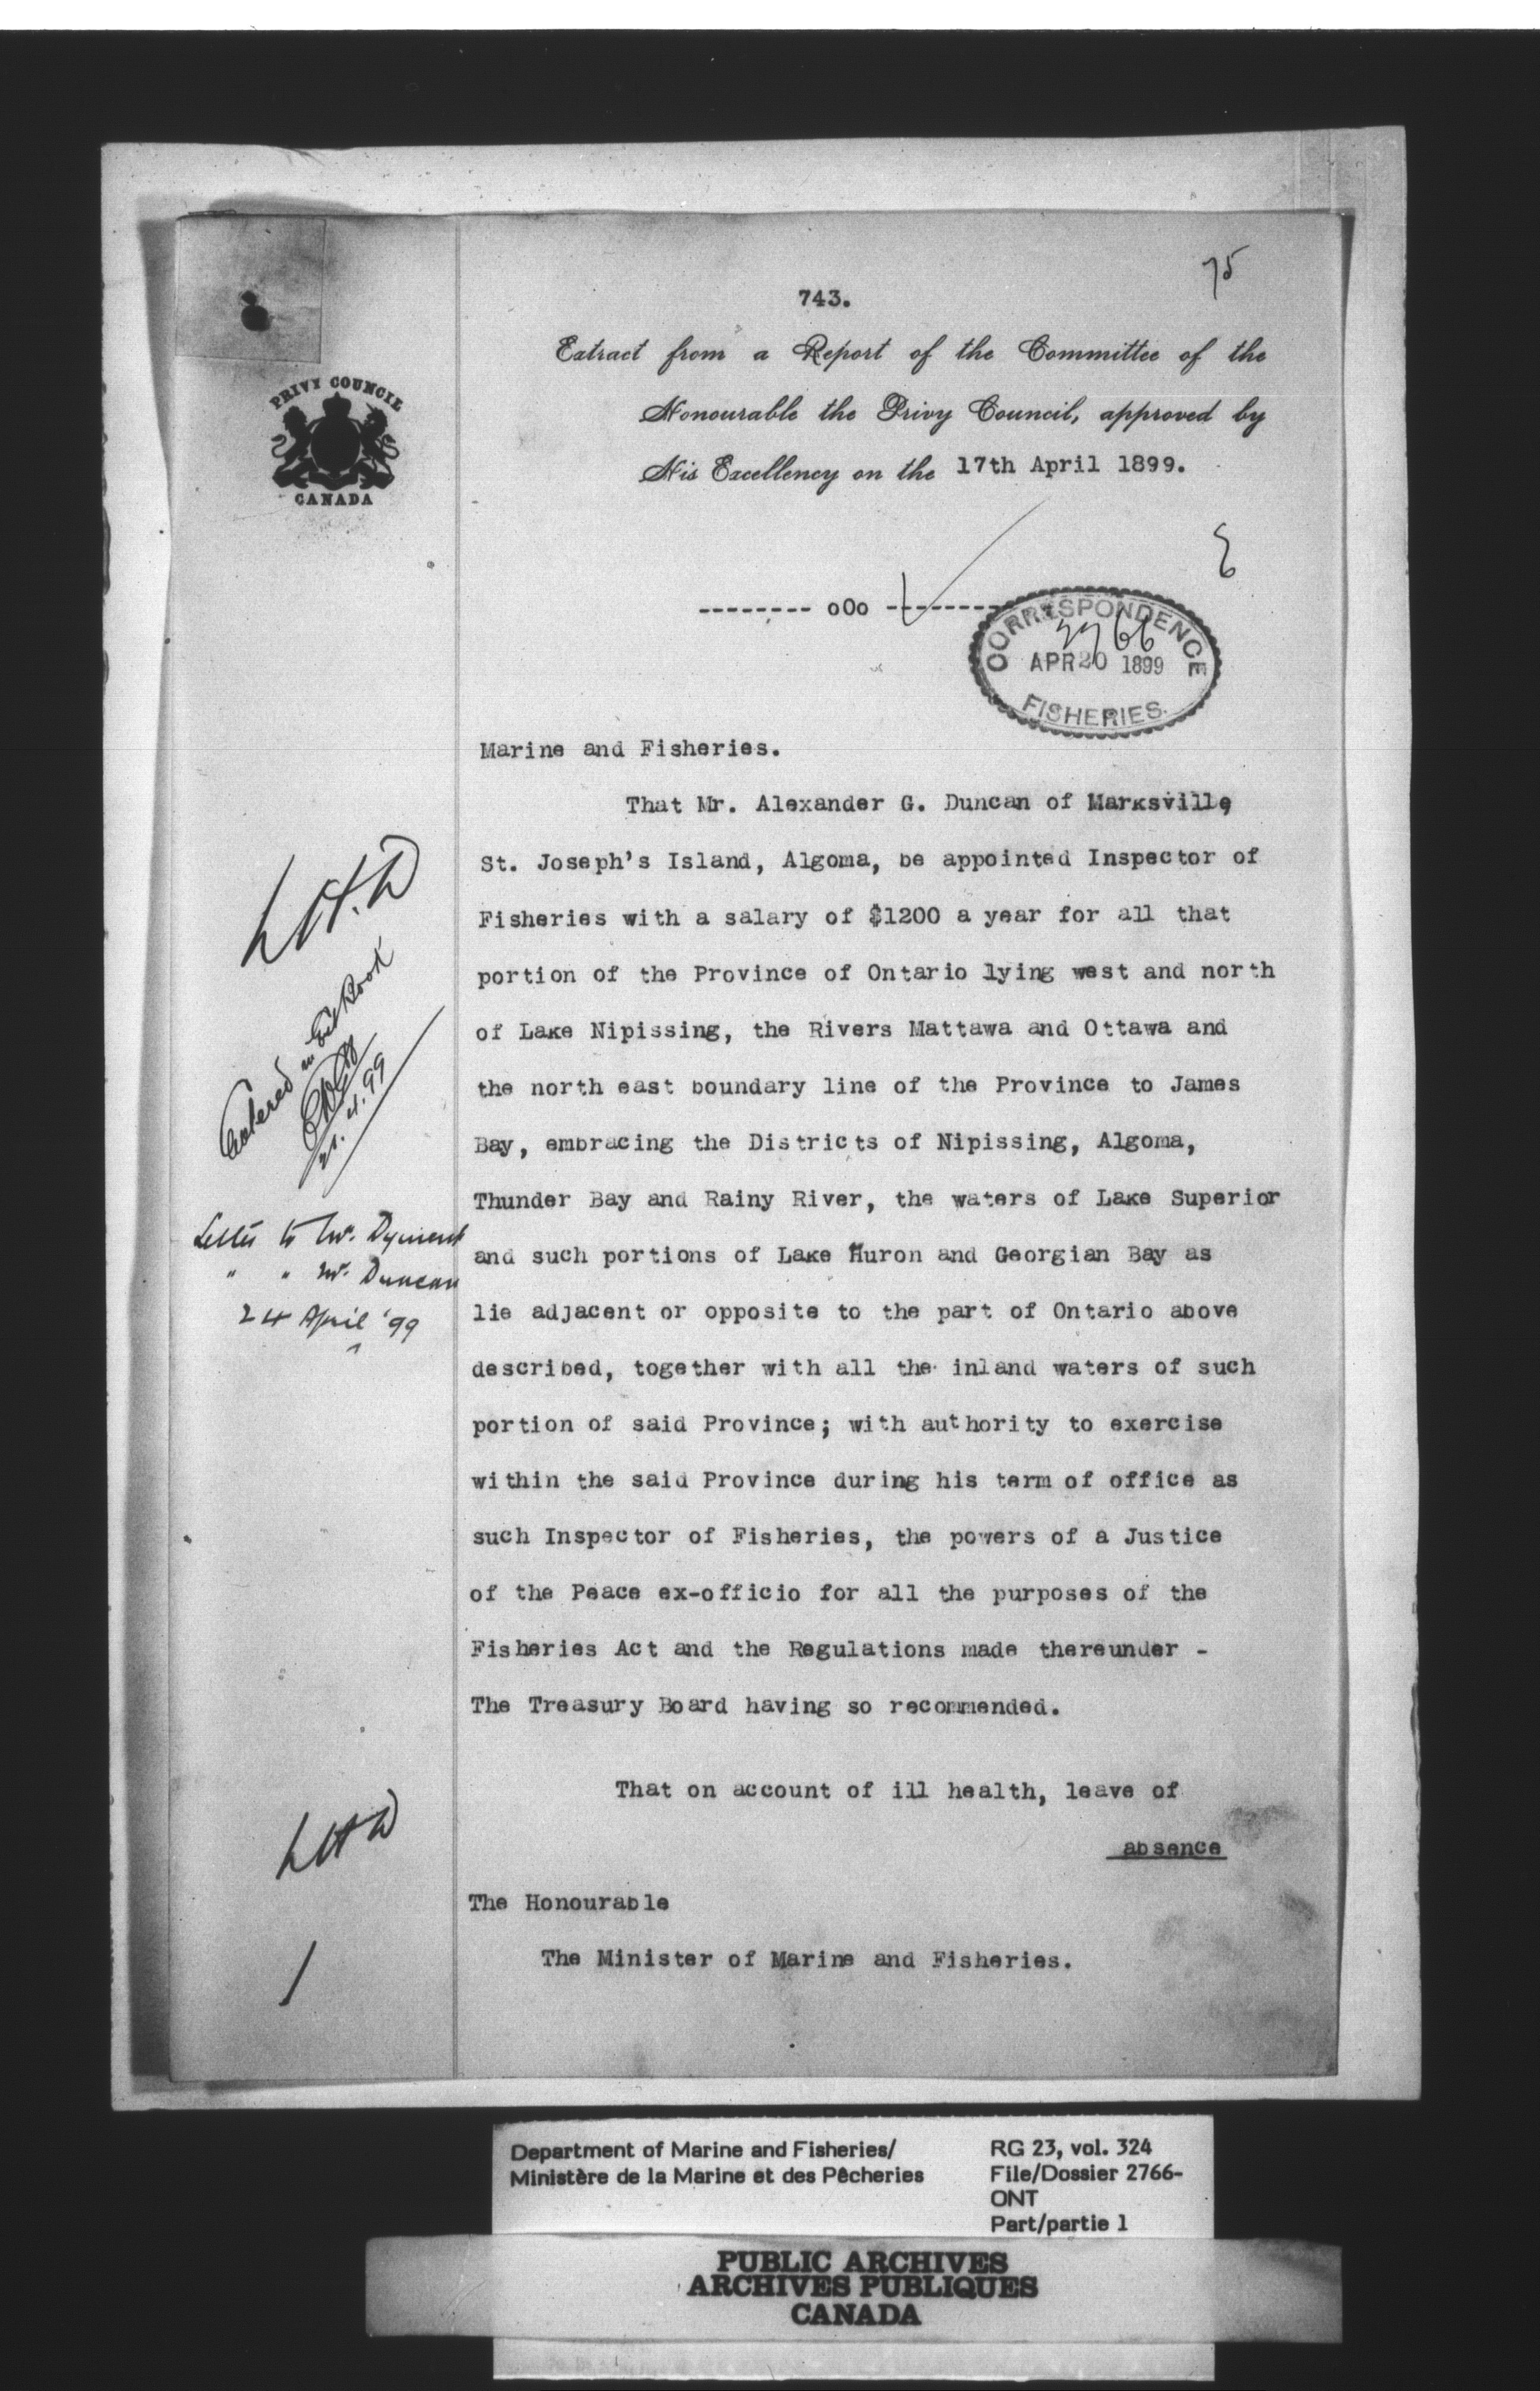 75
743.
Extract from a Report of the Committee of the
Honourable the Privy Council, approved by
His Excellency on the 17th April 1899.
PRIVY COUNCIL
CANADA
-------- oOo --------
CORRESPONDENCE
2766
APR 20 1899
FISHERIES.
Marine and Fisheries.
That Mr. Alexander G. Duncan of Marksville,
St. Joseph's Island, Algoma, be appointed Inspector of
Fisheries with a salary of $1200 a year for all that
portion of the Province of Ontario lying west and north
of Lake Nipissing, the Rivers Mattawa and Ottawa and
the north east boundary line of the Province to James
Bay, embracing the Districts of Nipissing, Algoma,
Thunder Bay and Rainy River, the waters of Lake Superior
and such portions of Lake Huron and Georgian Bay as
lie adjacent or opposite to the part of Ontario above
described, together with all the inland waters of such
portion of said Province; with authority to exercise
within the said Province during his term of office as
such Inspector of Fisheries, the powers of a Justice
of the Peace ex-officio for all the purposes of the
Fisheries Act and the Regulations made thereunder -
The Treasury Board having so recommended.
That on account of ill health, leave of
absence
The Honourable
The Minister of Marine and Fisheries.
Entered in Book
21.4.99
Letter to Mr. Dyment
" " Mr. Duncan
24 April '99
Department of Marine and Fisheries/
Ministère de la Marine et des Pêcheries
RG 23, vol. 324
File/Dossier 2766-
ONT
Part/partie 1
PUBLIC ARCHIVES
ARCHIVES PUBLIQUES
CANADA